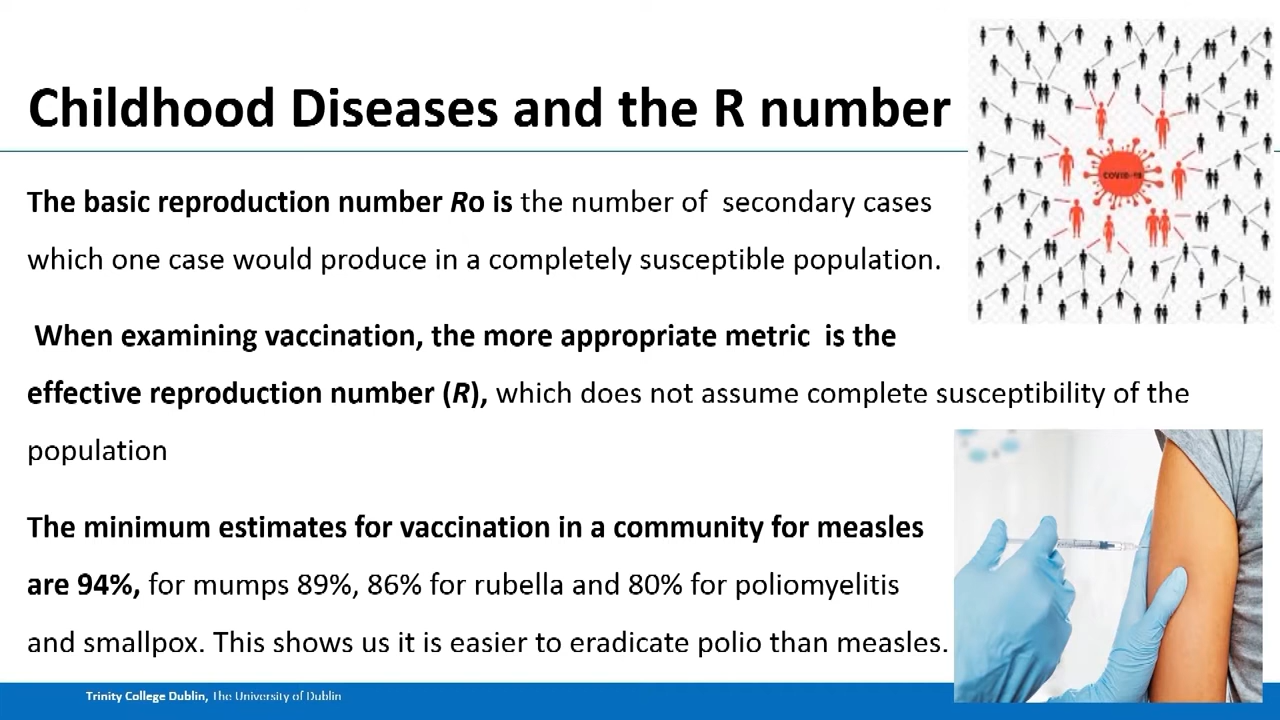 Childhood Diseases and the R number
COVID-19
The basic reproduction number Ro is the number of  secondary cases
which one case would produce in a completely susceptible population.
When examining vaccination, the more appropriate metric  is the
effective reproduction number (R), which does not assume complete susceptibility of the
population
The minimum estimates for vaccination in a community for measles
are 94%, for mumps 89%, 86% for rubella and 80% for poliomyelitis
and smallpox. This shows us it is easier to eradicate polio than measles.
Trinity College Dublin, The University of Dublin